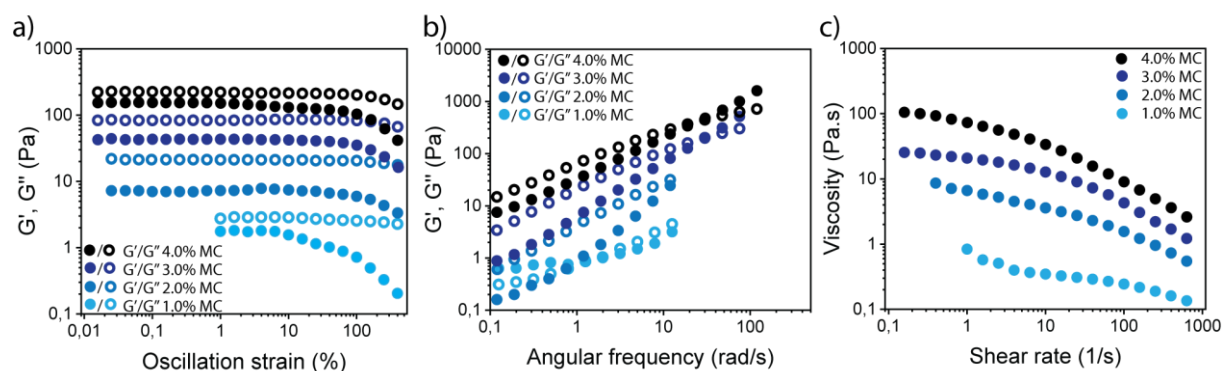 a)
G', G'' (Pa)
1000
100
10
1
0,1
●/○ G'/G'' 4.0% MC
●/○ G'/G'' 3.0% MC
●/○ G'/G'' 2.0% MC
●/○ G'/G'' 1.0% MC
0,01 0,1 1 10 100
Oscillation strain (%)
b)
G', G'' (Pa)
10000
1000
100
10
1
0,1
●/○ G'/G'' 4.0% MC
●/○ G'/G'' 3.0% MC
●/○ G'/G'' 2.0% MC
●/○ G'/G'' 1.0% MC
0,1 1 10 100
Angular frequency (rad/s)
c)
Viscosity (Pa.s)
1000
100
10
1
0,1
4.0% MC
3.0% MC
2.0% MC
1.0% MC
0,1 1 10 100 1000
Shear rate (1/s)